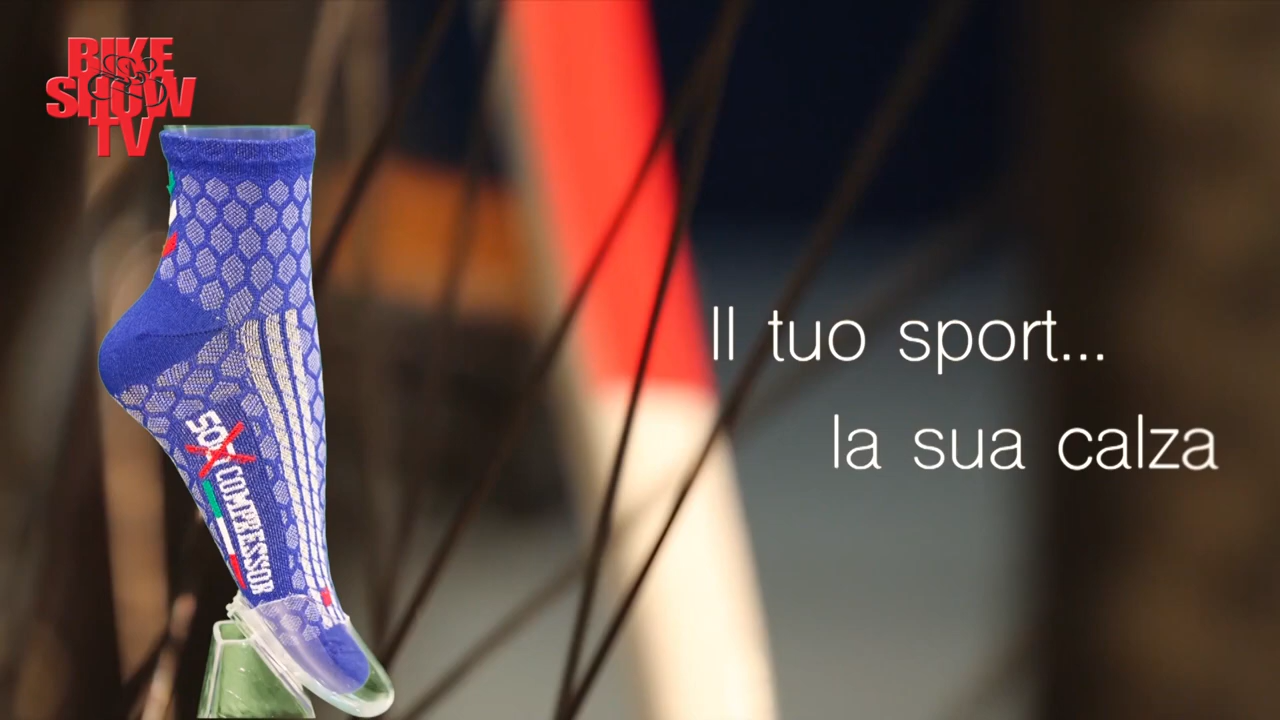 BIKE
SHOW
TV
Il tuo sport...
la sua calza
SOX
COMPRESSOR